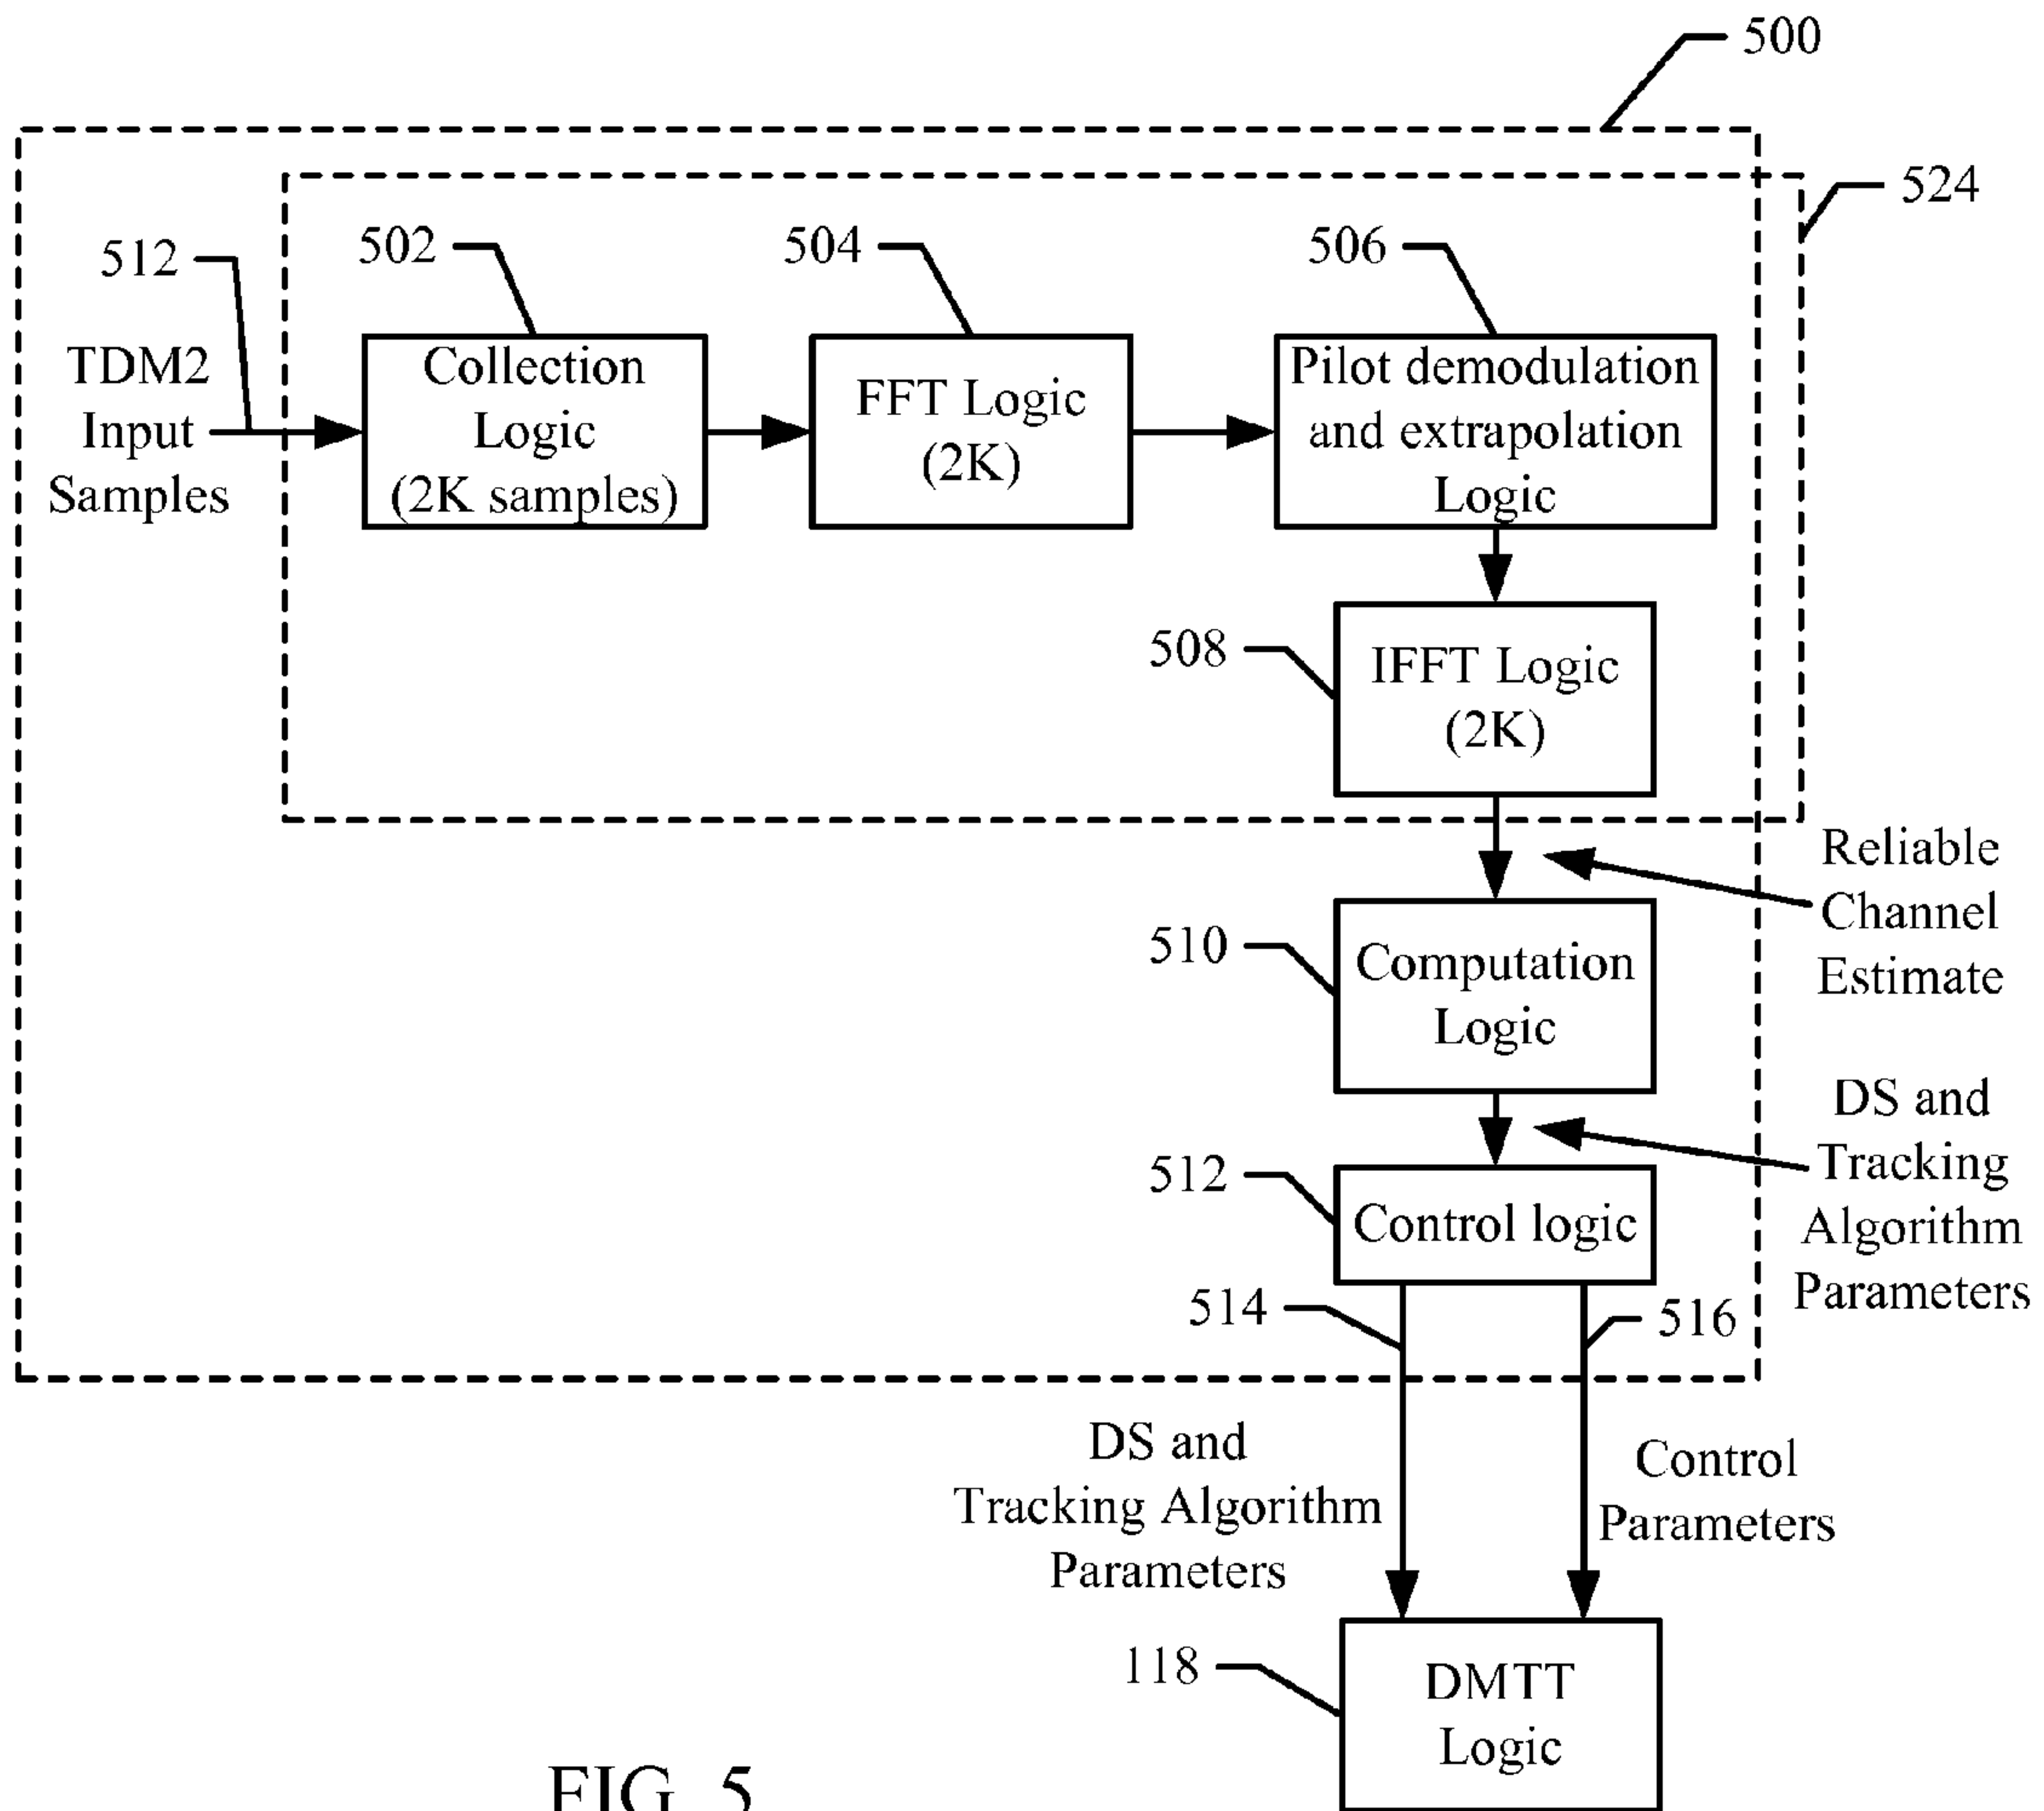 500
524
512
502
504
506
TDM2
Input
Samples
Collection
Logic
(2K samples)
FFT Logic
(2K)
Pilot demodulation
and extrapolation
Logic
508
IFFT Logic
(2K)
Reliable
Channel
Estimate
510
Computation
Logic
DS and
Tracking
Algorithm
Parameters
512
Control logic
514
516
DS and
Tracking Algorithm
Parameters
Control
Parameters
118
DMTT
Logic
FIG. 5